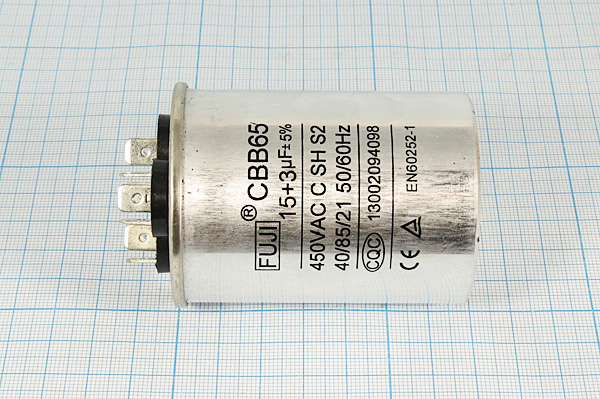 FUJI ® CBB65
15+3µF±5%
450VAC C SH S2
40/85/21 50/60Hz
CQC 13002094098
CE EN60252-1